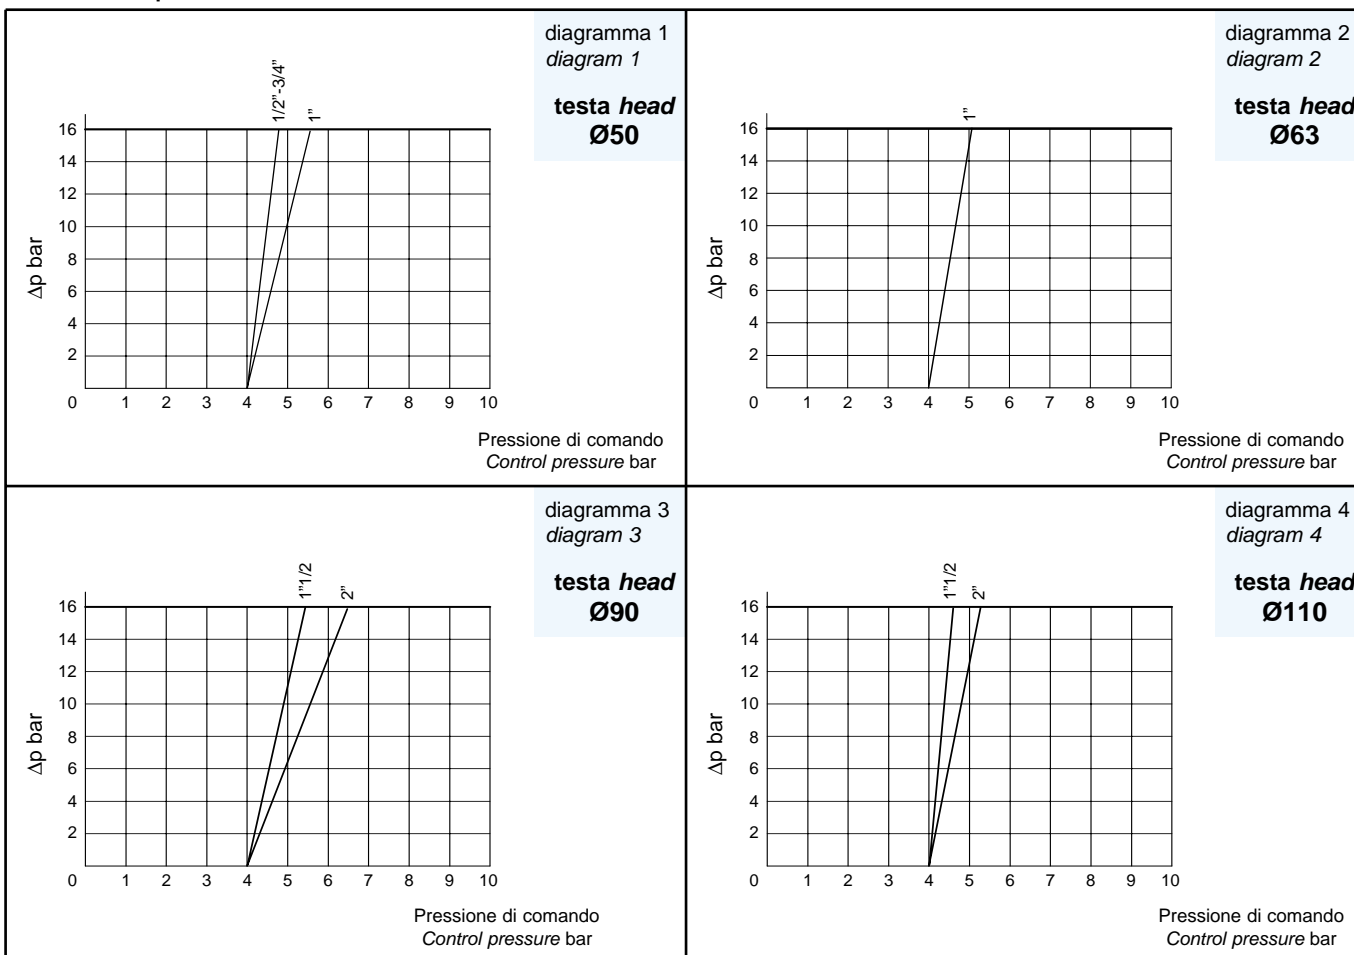 diagramma 1
diagram 1
testa head
Ø50
1/2”-3/4”
1”
16
14
12
10
8
6
4
2
Δp bar
0 1 2 3 4 5 6 7 8 9 10
Pressione di comando
Control pressure bar
diagramma 2
diagram 2
testa head
Ø63
1”
16
14
12
10
8
6
4
2
Δp bar
0 1 2 3 4 5 6 7 8 9 10
Pressione di comando
Control pressure bar
diagramma 3
diagram 3
testa head
Ø90
1”1/2
2”
16
14
12
10
8
6
4
2
Δp bar
0 1 2 3 4 5 6 7 8 9 10
Pressione di comando
Control pressure bar
diagramma 4
diagram 4
testa head
Ø110
1”1/2
2”
16
14
12
10
8
6
4
2
Δp bar
0 1 2 3 4 5 6 7 8 9 10
Pressione di comando
Control pressure bar